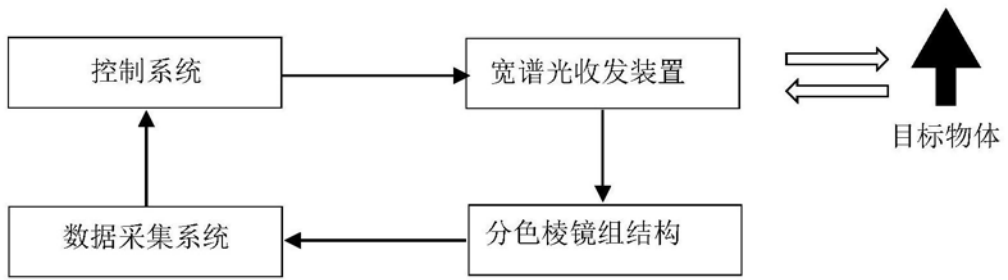 控制系统
宽谱光收发装置
目标物体
数据采集系统
分色棱镜组结构